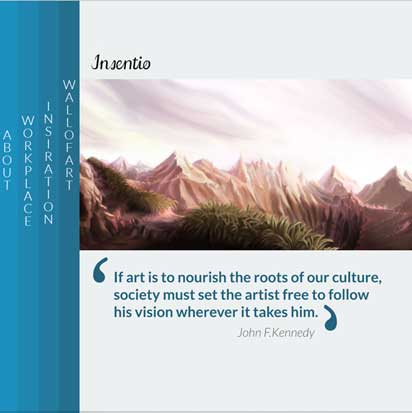 ABOUT
WORKPLACE
INSIRATION
WALLOFART
Insentio
‘ If art is to nourish the roots of our culture,
society must set the artist free to follow
his vision wherever it takes him. ’
John F.Kennedy